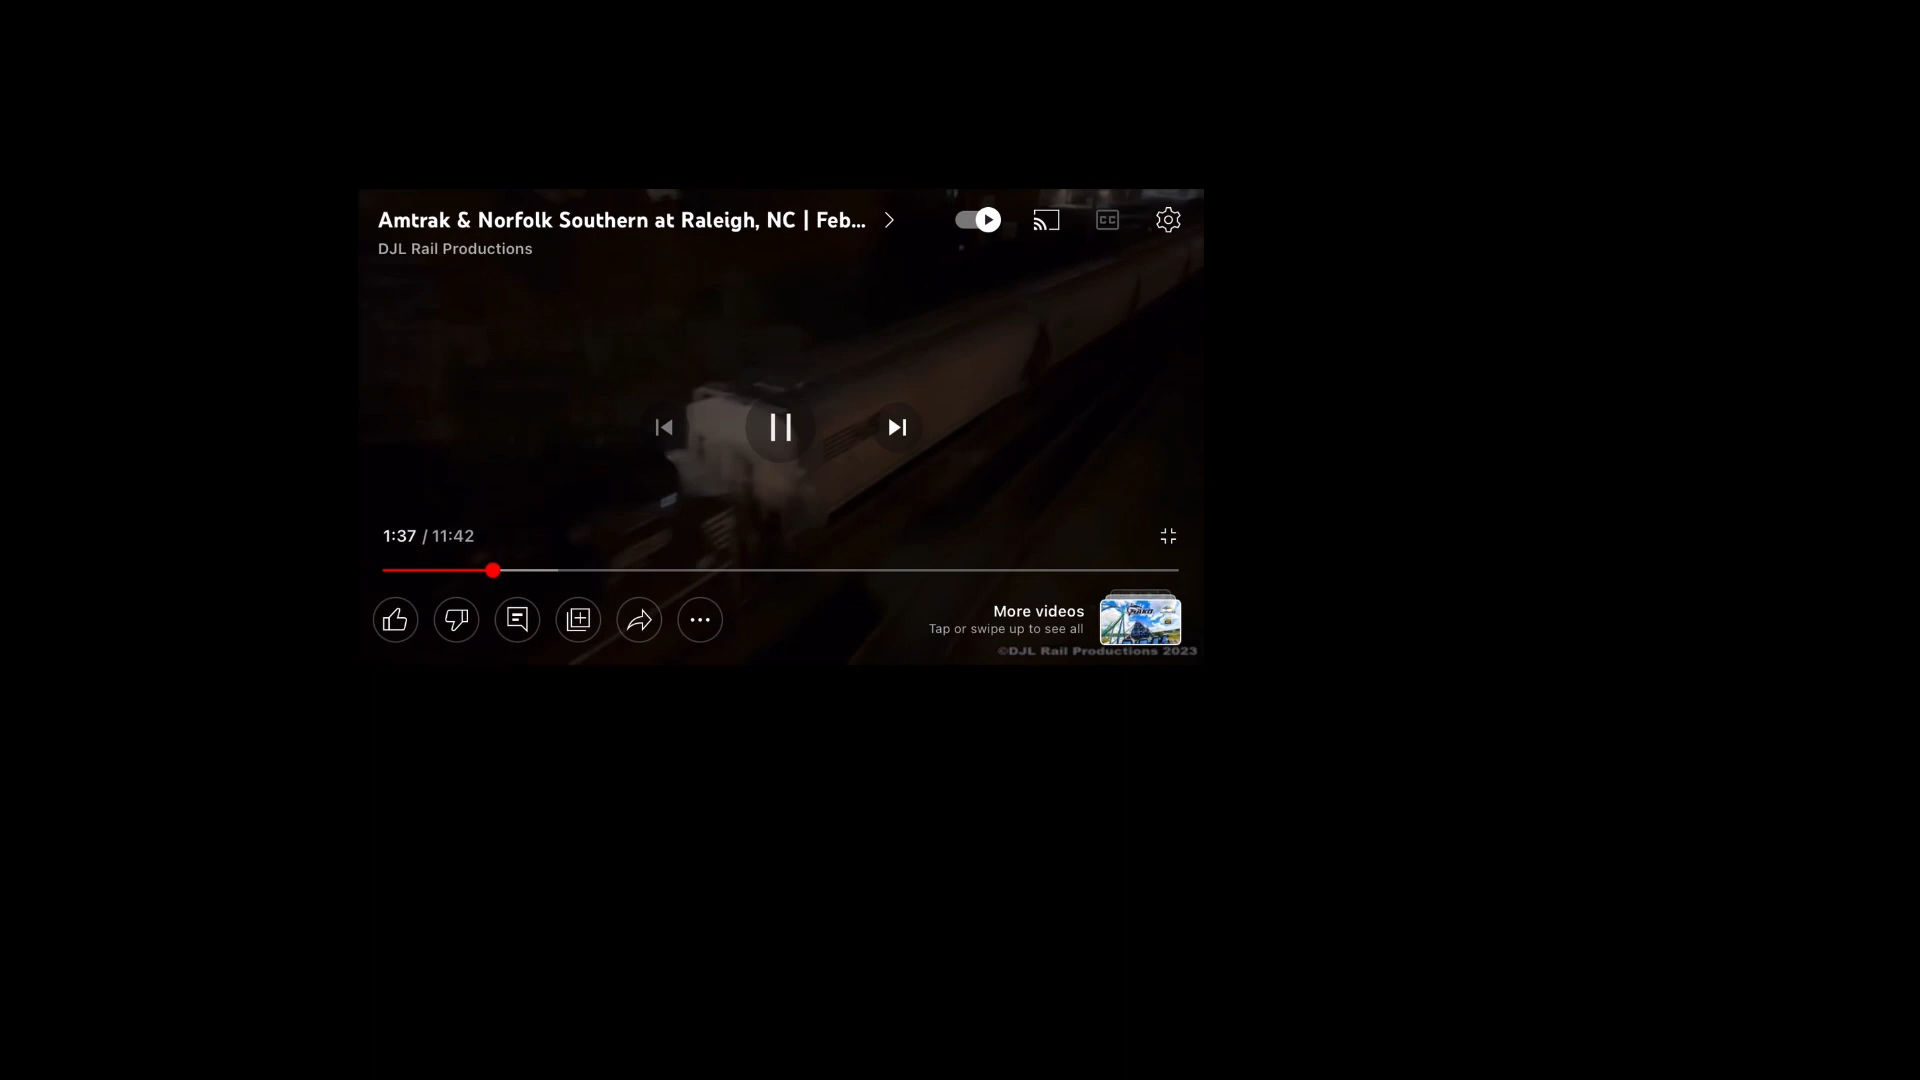 Amtrak & Norfolk Southern at Raleigh, NC | Feb...
DJL Rail Productions
CC
1:37 / 11:42
More videos
Tap or swipe up to see all
©DJL Rail Productions 2023